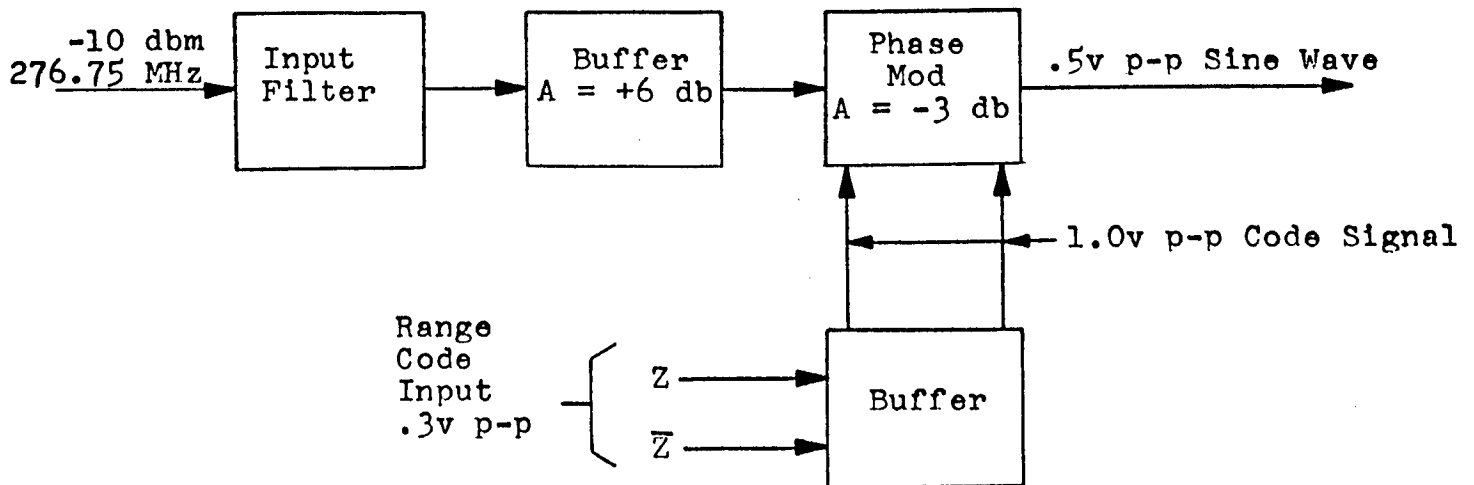 -10 dbm
276.75 MHz
Input
Filter
Buffer
A = +6 db
Phase
Mod
A = -3 db
.5v p-p Sine Wave
1.0v p-p Code Signal
Range
Code
Input
.3v p-p
Z
Z̅
Buffer